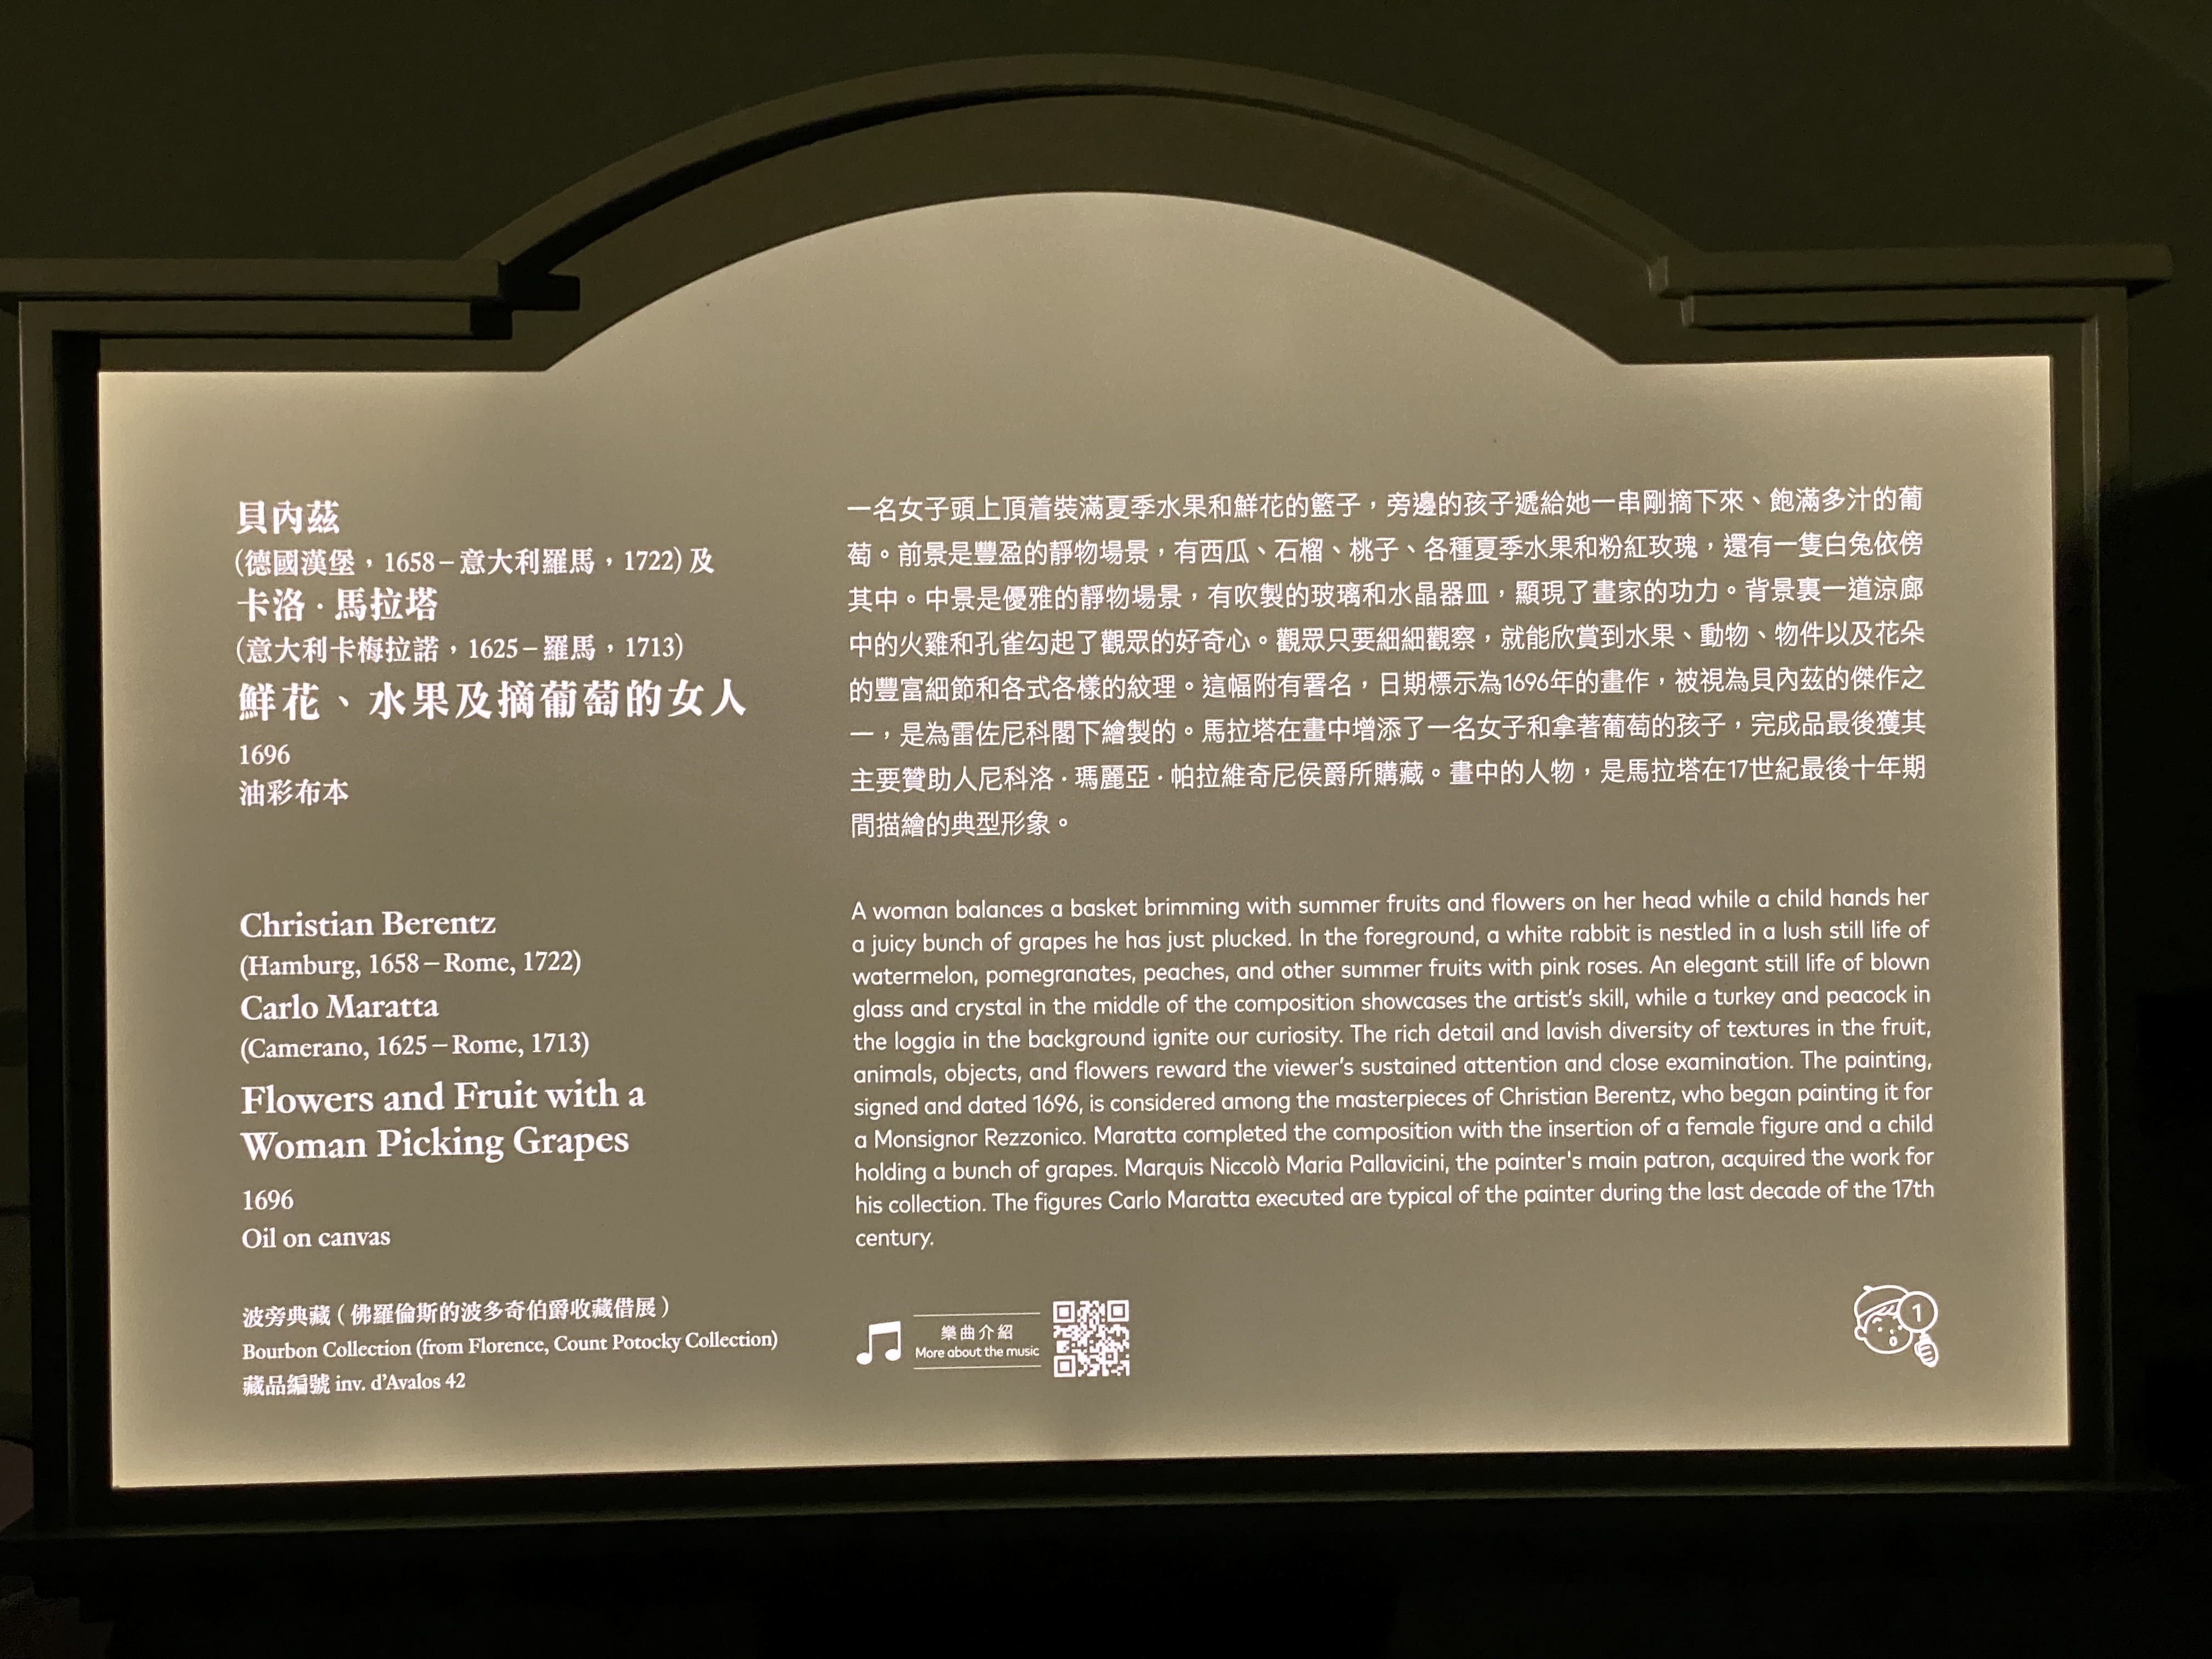 貝內茲
(德國漢堡，1658 – 意大利羅馬，1722) 及
卡洛 · 馬拉塔
(意大利卡梅拉諾，1625 – 羅馬，1713)
鮮花、水果及摘葡萄的女人
1696
油彩布本
一名女子頭上頂着裝滿夏季水果和鮮花的籃子，旁邊的孩子遞給她一串剛摘下來、飽滿多汁的葡
萄。前景是豐盈的靜物場景，有西瓜、石榴、桃子、各種夏季水果和粉紅玫瑰，還有一隻白兔依傍
其中。中景是優雅的靜物場景，有吹製的玻璃和水晶器皿，顯現了畫家的功力。背景裏一道涼廊
中的火雞和孔雀勾起了觀眾的好奇心。觀眾只要細細觀察，就能欣賞到水果、動物、物件以及花朵
的豐富細節和各式各樣的紋理。這幅附有署名，日期標示為1696年的畫作，被視為貝內茲的傑作之
一，是為雷佐尼科閣下繪製的。馬拉塔在畫中增添了一名女子和拿著葡萄的孩子，完成品最後獲其
主要贊助人尼科洛 · 瑪麗亞 · 帕拉維奇尼侯爵所購藏。畫中的人物，是馬拉塔在17世紀最後十年期
間描繪的典型形象。
Christian Berentz
(Hamburg, 1658 – Rome, 1722)
Carlo Maratta
(Camerano, 1625 – Rome, 1713)
Flowers and Fruit with a
Woman Picking Grapes
1696
Oil on canvas
A woman balances a basket brimming with summer fruits and flowers on her head while a child hands her
a juicy bunch of grapes he has just plucked. In the foreground, a white rabbit is nestled in a lush still life of
watermelon, pomegranates, peaches, and other summer fruits with pink roses. An elegant still life of blown
glass and crystal in the middle of the composition showcases the artist's skill, while a turkey and peacock in
the loggia in the background ignite our curiosity. The rich detail and lavish diversity of textures in the fruit,
animals, objects, and flowers reward the viewer's sustained attention and close examination. The painting,
signed and dated 1696, is considered among the masterpieces of Christian Berentz, who began painting it for
a Monsignor Rezzonico. Maratta completed the composition with the insertion of a female figure and a child
holding a bunch of grapes. Marquis Niccolò Maria Pallavicini, the painter's main patron, acquired the work for
his collection. The figures Carlo Maratta executed are typical of the painter during the last decade of the 17th
century.
波旁典藏（佛羅倫斯的波多奇伯爵收藏借展）
Bourbon Collection (from Florence, Count Potocky Collection)
藏品編號 inv. d'Avalos 42
樂曲介紹
More about the music
1